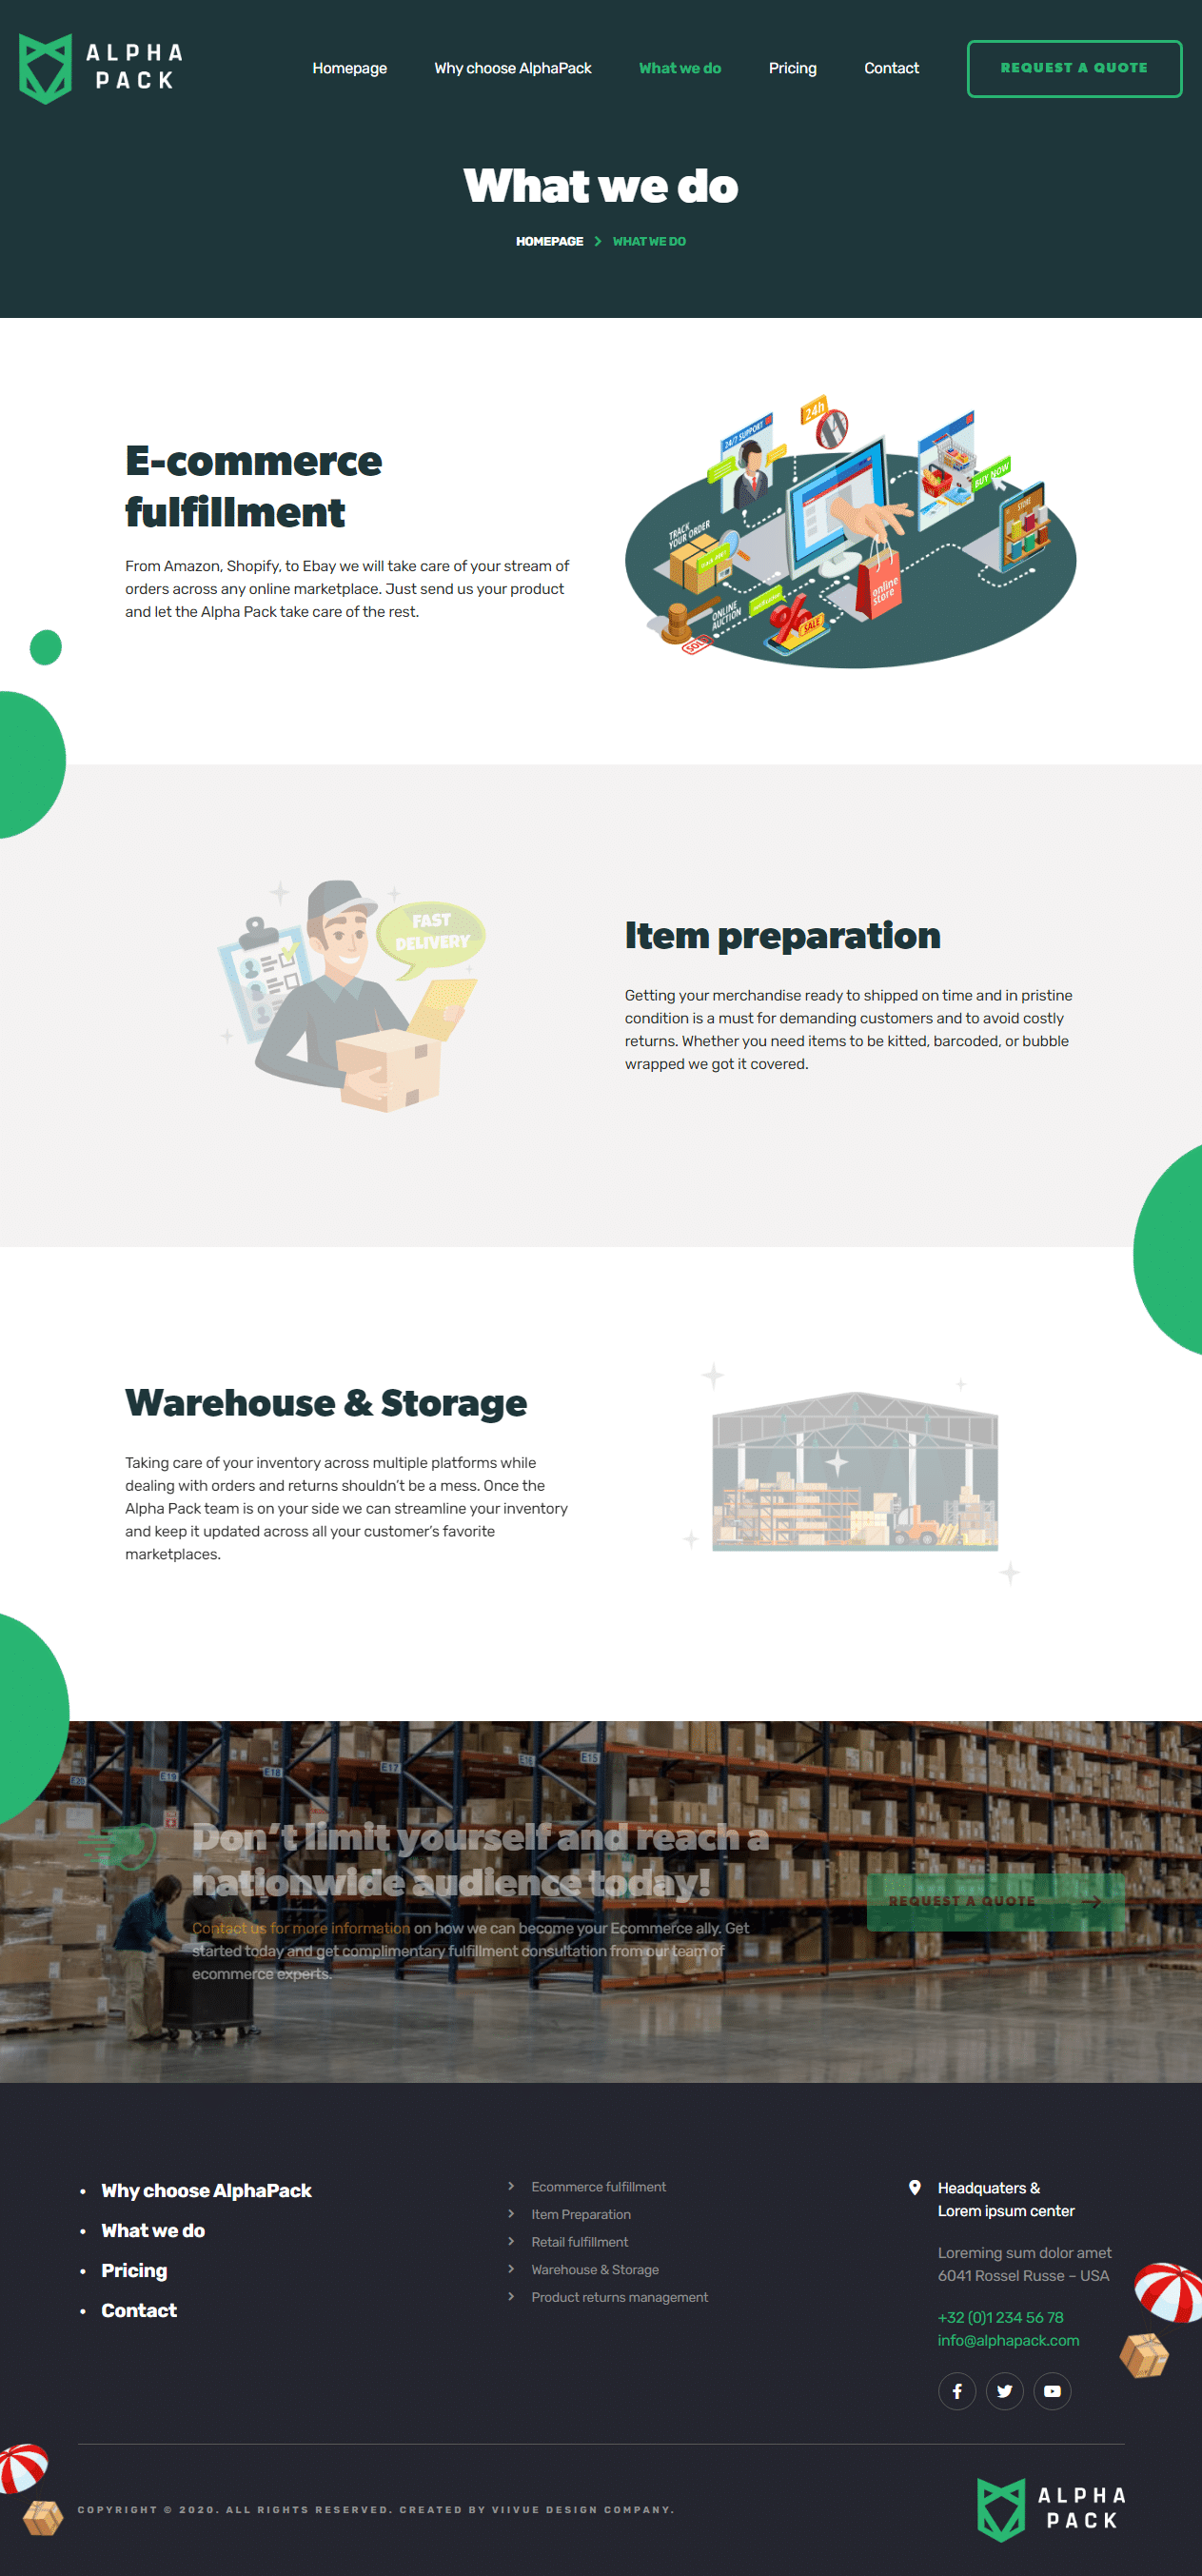 ALPHA
PACK
Homepage
Why choose AlphaPack
What we do
Pricing
Contact
REQUEST A QUOTE
What we do
HOMEPAGE
WHAT WE DO
E-commerce
fulfillment
From Amazon, Shopify, to Ebay we will take care of your stream of
orders across any online marketplace. Just send us your product
and let the Alpha Pack take care of the rest.
24h
24/7 SUPPORT
BUY NOW
STORE
TRACK
YOUR ORDER
online
store
ONLINE
AUCTION
SALE
SOLD
FAST
DELIVERY
Item preparation
Getting your merchandise ready to shipped on time and in pristine
condition is a must for demanding customers and to avoid costly
returns. Whether you need items to be kitted, barcoded, or bubble
wrapped we got it covered.
Warehouse & Storage
Taking care of your inventory across multiple platforms while
dealing with orders and returns shouldn't be a mess. Once the
Alpha Pack team is on your side we can streamline your inventory
and keep it updated across all your customer's favorite
marketplaces.
E20
E19
E18
E17
E16
E15
Don't limit yourself and reach a
nationwide audience today!
Contact us for more information on how we can become your Ecommerce ally. Get
started today and get complimentary fulfillment consultation from our team of
ecommerce experts.
REQUEST A QUOTE
• Why choose AlphaPack
• What we do
• Pricing
• Contact
Ecommerce fulfillment
Item Preparation
Retail fulfillment
Warehouse & Storage
Product returns management
Headquaters &
Lorem ipsum center
Loreming sum dolor amet
6041 Rossel Russe – USA
+32 (0)1 234 56 78
info@alphapack.com
COPYRIGHT © 2020. ALL RIGHTS RESERVED. CREATED BY VIIVUE DESIGN COMPANY.
ALPHA
PACK